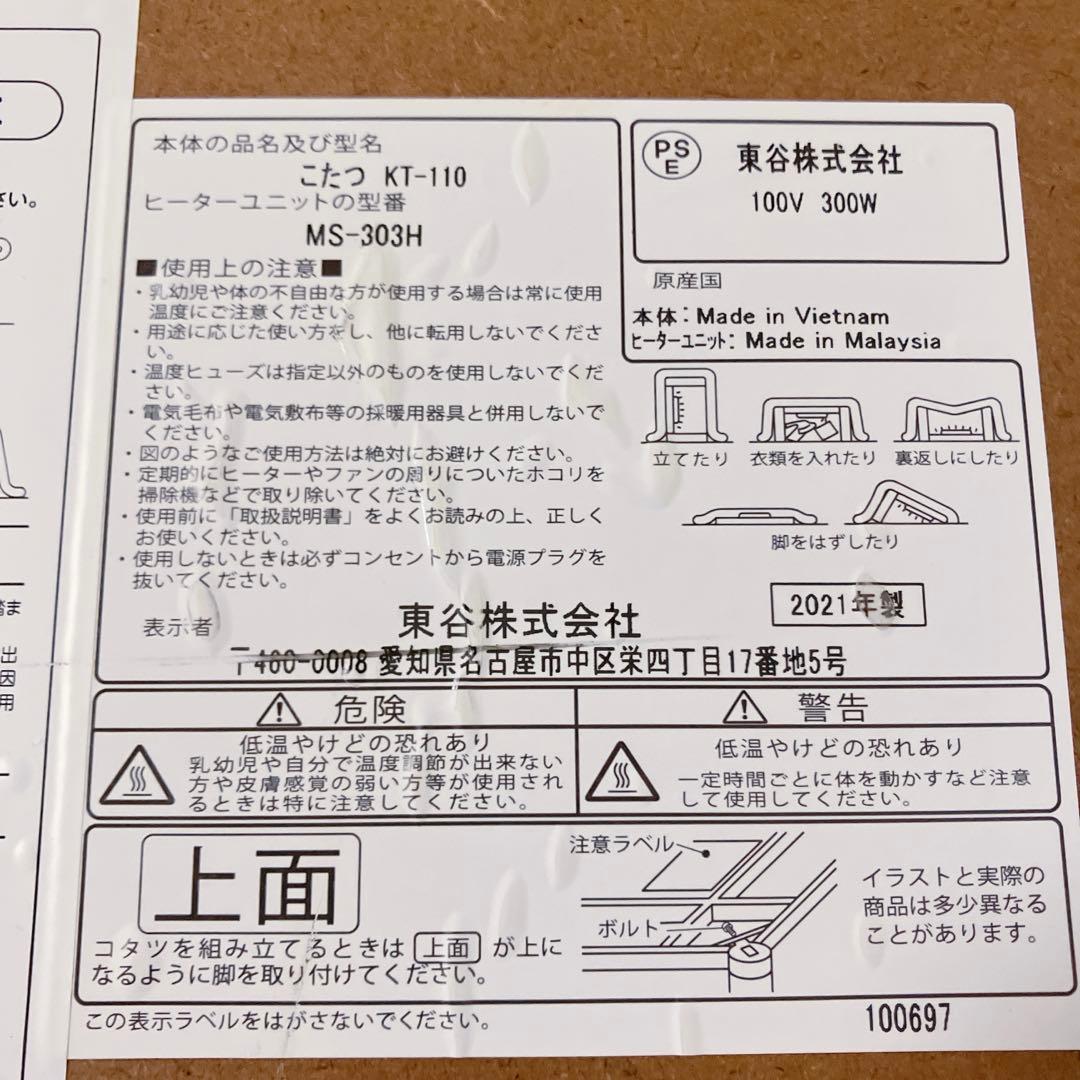 本体の品名及び型名
こたつ KT-110
ヒーターユニットの型番
MS-303H
■使用上の注意■
・乳幼児や体の不自由な方が使用する場合は常に使用
温度にご注意ください。
・用途に応じた使い方をし、他に転用しないでくださ
い。
・温度ヒューズは指定以外のものを使用しないでくだ
さい。
・電気毛布や電気敷布等の採暖用器具と併用しないで
ください。
・図のようなご使用方法は絶対にお避けください。
・定期的にヒーターやファンの周りについたホコリを
掃除機などで取り除いてください。
・使用前に「取扱説明書」をよくお読みの上、正しく
お使いください。
・使用しないときは必ずコンセントから電源プラグを
抜いてください。
表示者 東谷株式会社
〒460-0008 愛知県名古屋市中区栄四丁目17番地5号
PSE
東谷株式会社
100V 300W
原産国
本体：Made in Vietnam
ヒーターユニット：Made in Malaysia
立てたり 衣類を入れたり 裏返しにしたり
脚をはずしたり
2021年製
危険
低温やけどの恐れあり
乳幼児や自分で温度調節が出来ない
方や皮膚感覚の弱い方等が使用され
るときは特に注意してください。
警告
低温やけどの恐れあり
一定時間ごとに体を動かすなど注意
して使用してください。
上面
コタツを組み立てるときは 上面 が上に
なるように脚を取り付けてください。
注意ラベル
ボルト
イラストと実際の
商品は多少異なる
ことがあります。
この表示ラベルをはがさないでください。
100697
さい。
踏ま
出
因
用